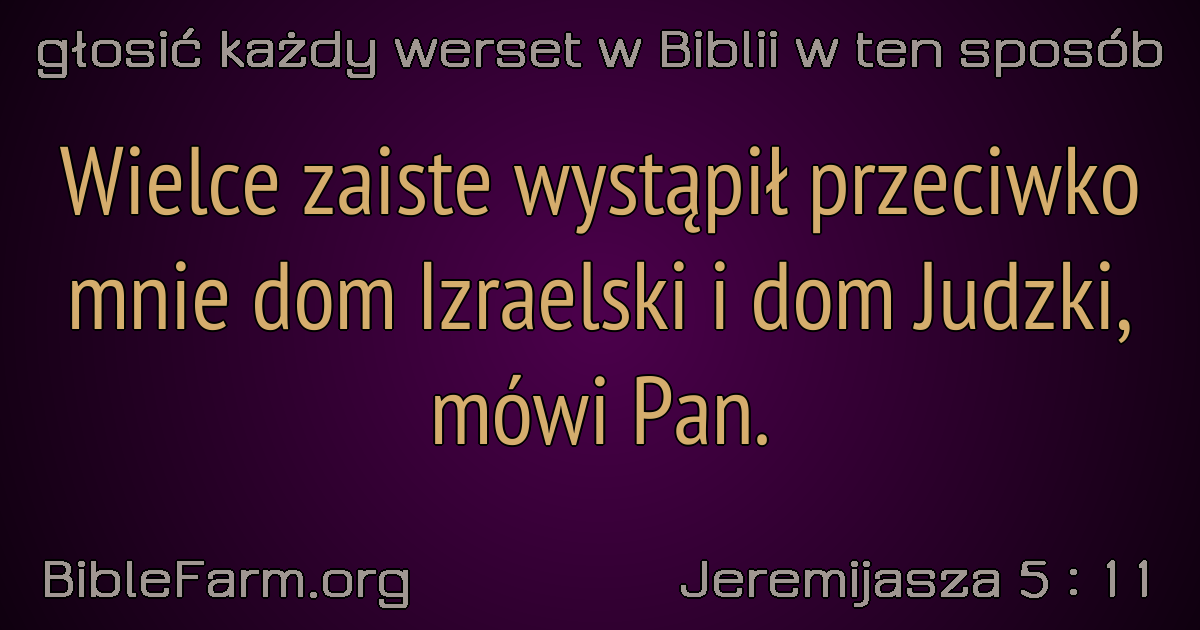 głosić każdy werset w Biblii w ten sposób
Wielce zaiste wystąpił przeciwko
mnie dom Izraelski i dom Judzki,
mówi Pan.
BibleFarm.org
Jeremijasza 5 : 11